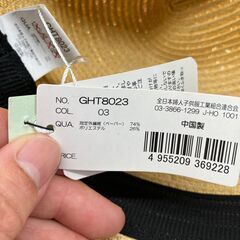 GHT8023
NO. GHT8023
COL. 03
QUA. 指定外繊維（ペーパー） 74%
ポリエステル 26%
PRICE.
全日本婦人子供服工業組合連合会
03-3866-1299 J-HO 1001
中国製
4 955209 369228